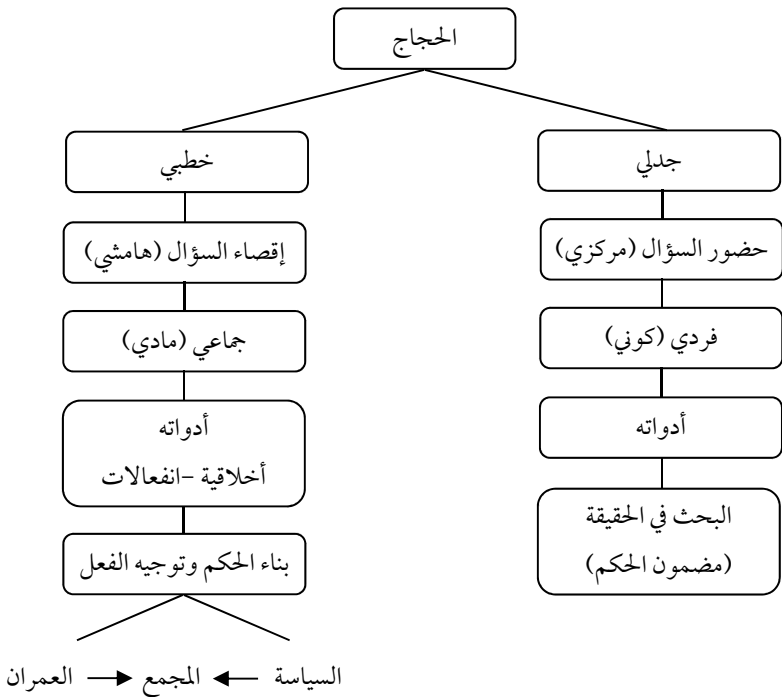 الحجاج
جدلي
خطبي
حضور السؤال (مركزي)
إقصاء السؤال (هامشي)
فردي (كوني)
جماعي (مادي)
أدواته
أدواته
أخلاقية –انفعالات
البحث في الحقيقة
(مضمون الحكم)
بناء الحكم وتوجيه الفعل
السياسة ← المجمع → العمران